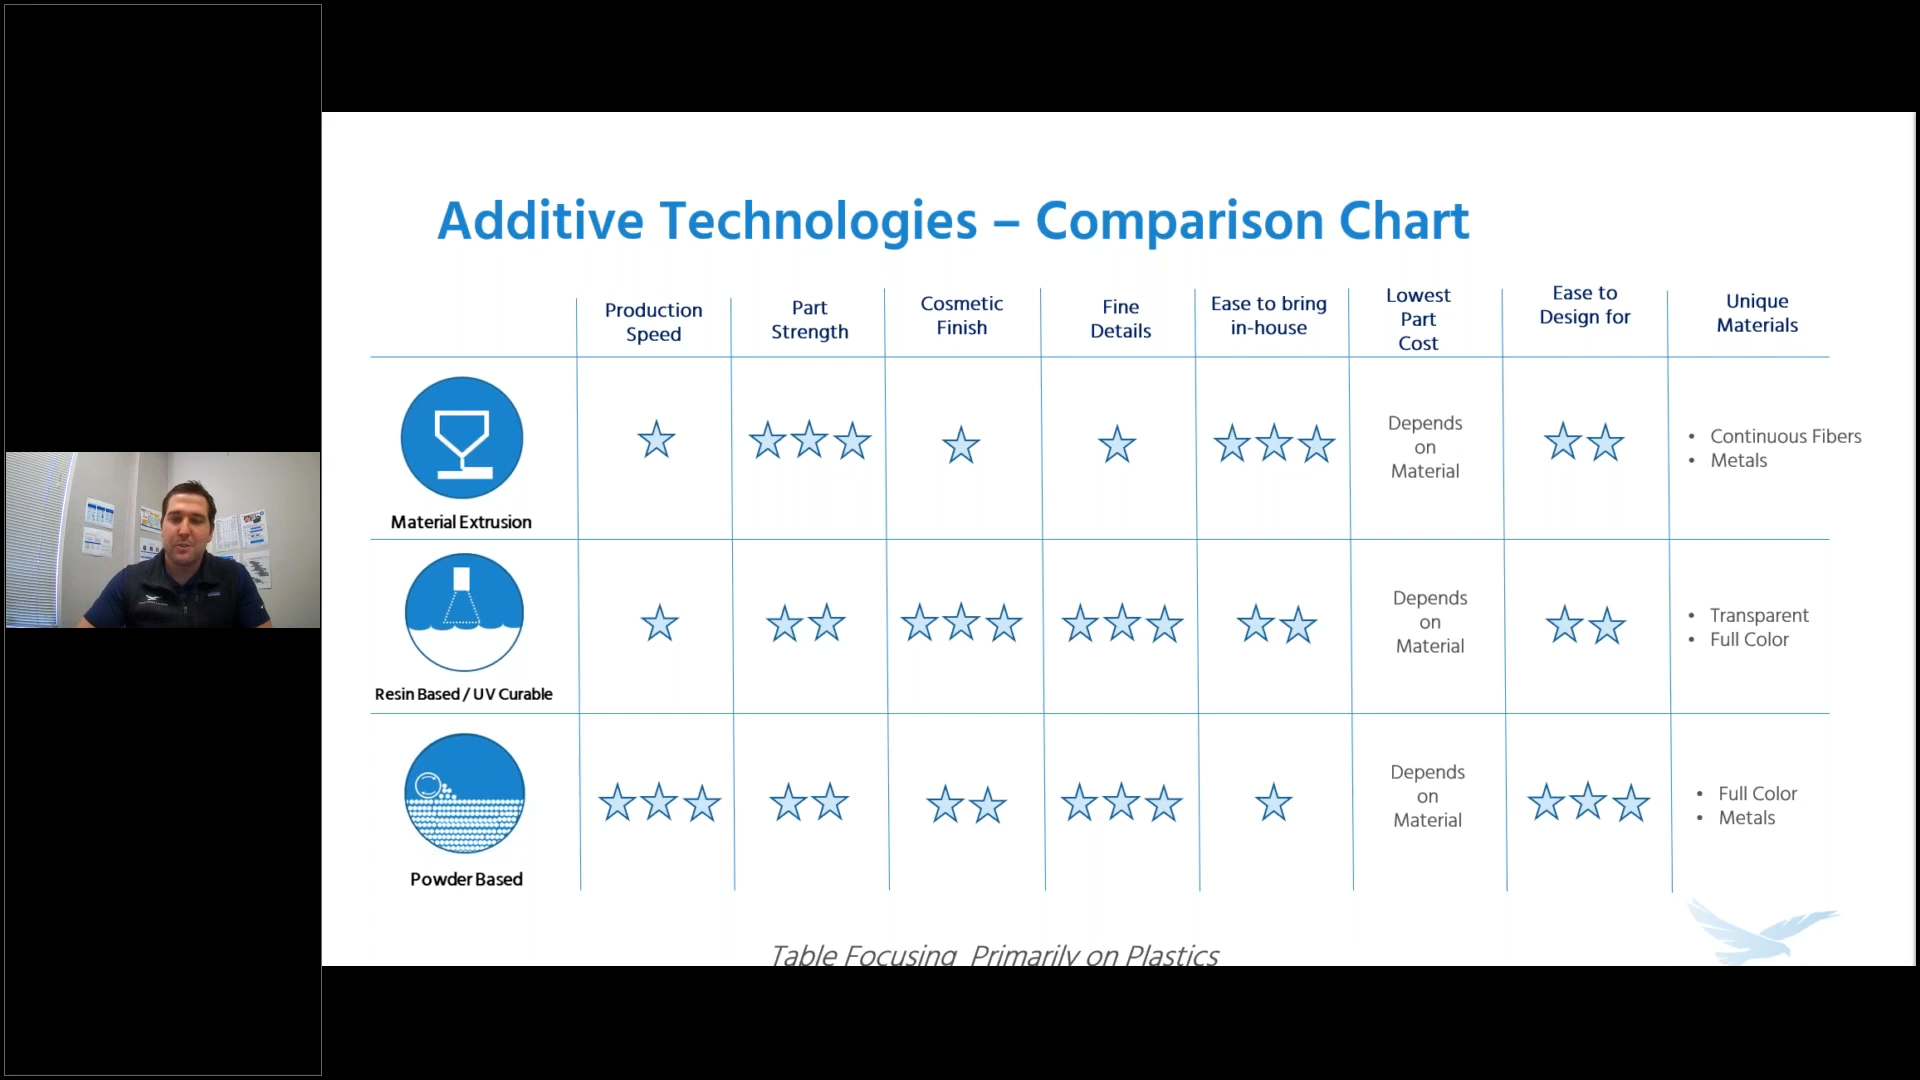 Additive Technologies – Comparison Chart
Production
Speed
Part
Strength
Cosmetic
Finish
Fine
Details
Ease to bring
in-house
Lowest
Part
Cost
Ease to
Design for
Unique
Materials
Material Extrusion
Depends
on
Material
• Continuous Fibers
• Metals
Resin Based / UV Curable
Depends
on
Material
• Transparent
• Full Color
Powder Based
Depends
on
Material
• Full Color
• Metals
Table Focusing Primarily on Plastics